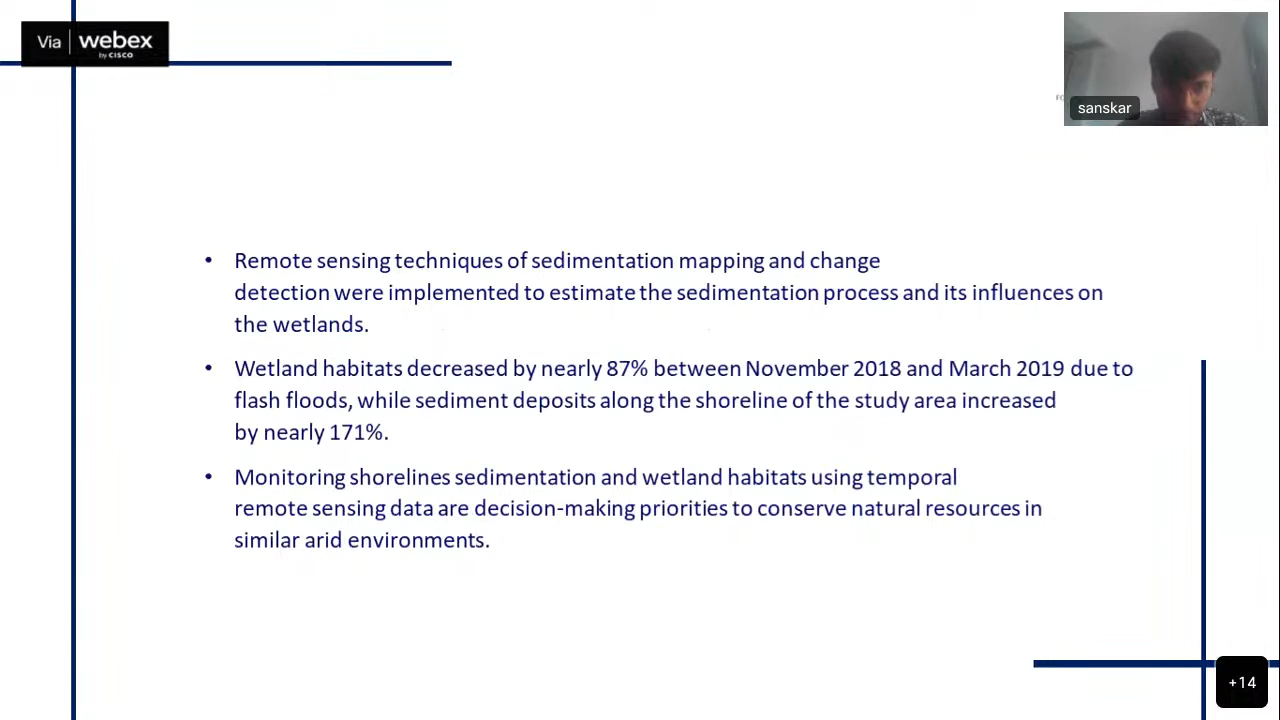 Via webex
by CISCO
sanskar
• Remote sensing techniques of sedimentation mapping and change
detection were implemented to estimate the sedimentation process and its influences on
the wetlands.
• Wetland habitats decreased by nearly 87% between November 2018 and March 2019 due to
flash floods, while sediment deposits along the shoreline of the study area increased
by nearly 171%.
• Monitoring shorelines sedimentation and wetland habitats using temporal
remote sensing data are decision-making priorities to conserve natural resources in
similar arid environments.
+14